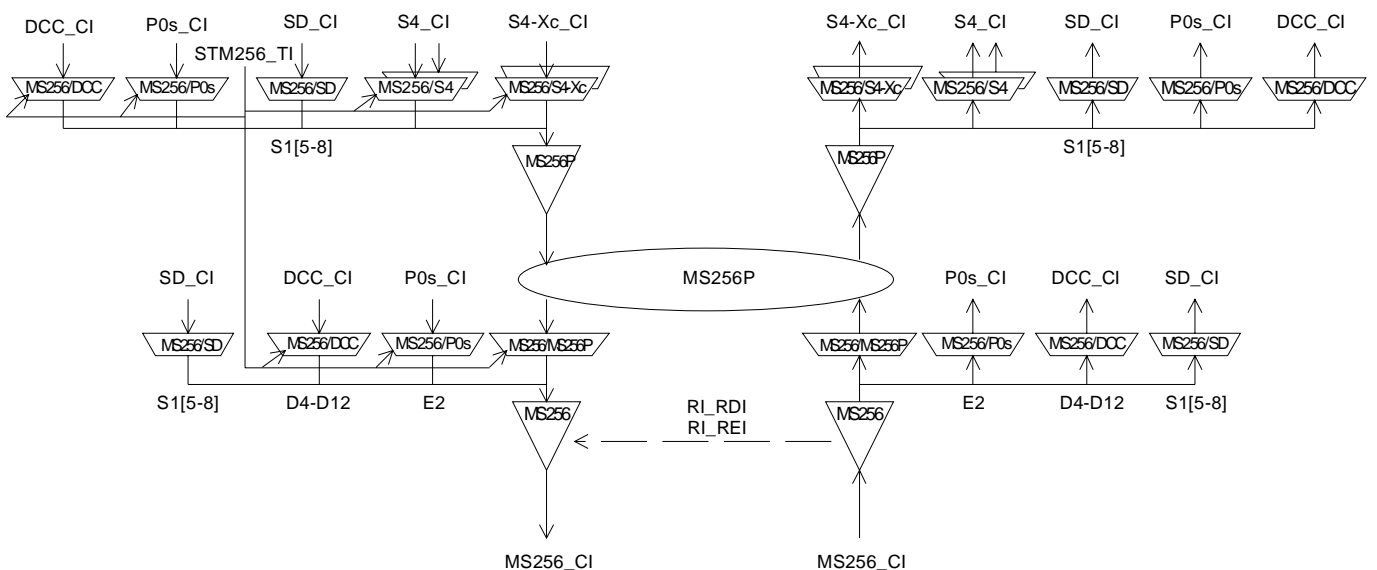 DCC_CI P0s_CI SD_CI S4_CI S4-Xc_CI S4-Xc_CI S4_CI SD_CI P0s_CI DCC_CI
STM256_TI
MS256/DCC MS256/P0s MS256/SD MS256/S4 MS256/S4-Xc MS256/S4-Xc MS256/S4 MS256/SD MS256/P0s MS256/DCC
S1[5-8] S1[5-8]
MS256P MS256P
MS256P
SD_CI DCC_CI P0s_CI P0s_CI DCC_CI SD_CI
MS256/SD MS256/DCC MS256/P0s MS256/MS256P MS256/MS256P MS256/P0s MS256/DCC MS256/SD
S1[5-8] D4-D12 E2 E2 D4-D12 S1[5-8]
MS256 RI_RDI MS256
RI_REI
MS256_CI MS256_CI